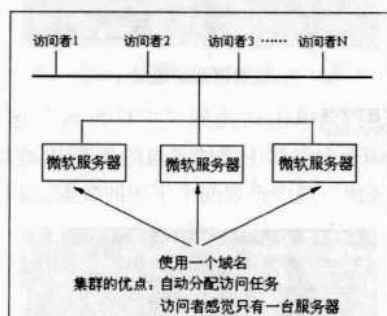 访问者1 访问者2 访问者3 …… 访问者N
微软服务器 微软服务器 微软服务器
使用一个域名
集群的优点：自动分配访问任务
访问者感觉只有一台服务器